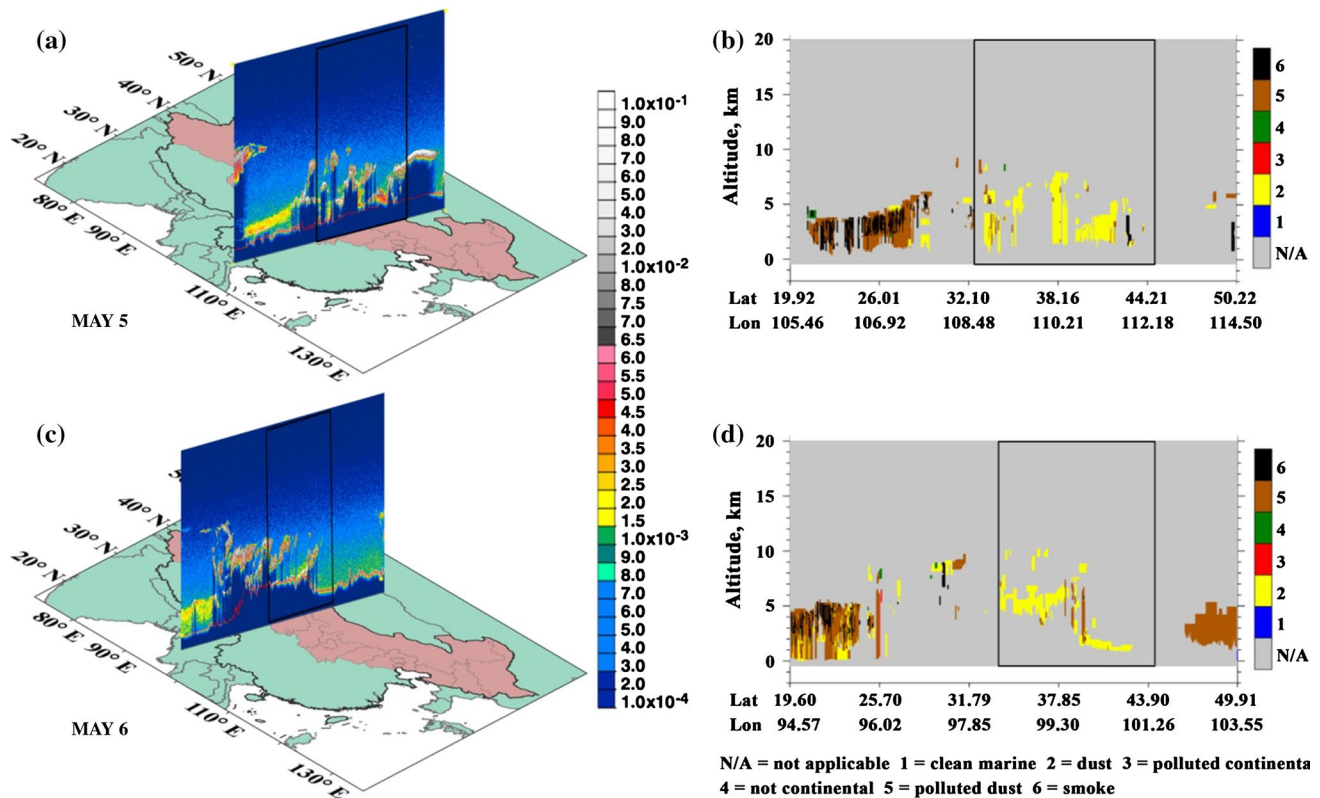 (a)
50° N
40° N
30° N
20° N
80° E
90° E
110° E
130° E
MAY 5
1.0x10-1
9.0
8.0
7.0
6.0
5.0
4.0
3.0
2.0
1.0x10-2
9.0
8.0
7.5
7.0
6.5
6.0
5.5
5.0
4.5
4.0
3.5
3.0
2.5
2.0
1.5
1.0x10-3
9.0
8.0
7.0
6.0
5.0
4.0
3.0
2.0
1.0x10-4
(b)
Altitude, km
20
15
10
5
0
6
5
4
3
2
1
N/A
Lat 19.92 26.01 32.10 38.16 44.21 50.22
Lon 105.46 106.92 108.48 110.21 112.18 114.50
(c)
40° N
30° N
20° N
80° E
90° E
110° E
130° E
MAY 6
(d)
Altitude, km
20
15
10
5
0
6
5
4
3
2
1
N/A
Lat 19.60 25.70 31.79 37.85 43.90 49.91
Lon 94.57 96.02 97.85 99.30 101.26 103.55
N/A = not applicable 1 = clean marine 2 = dust 3 = polluted continenta
4 = not continental 5 = polluted dust 6 = smoke